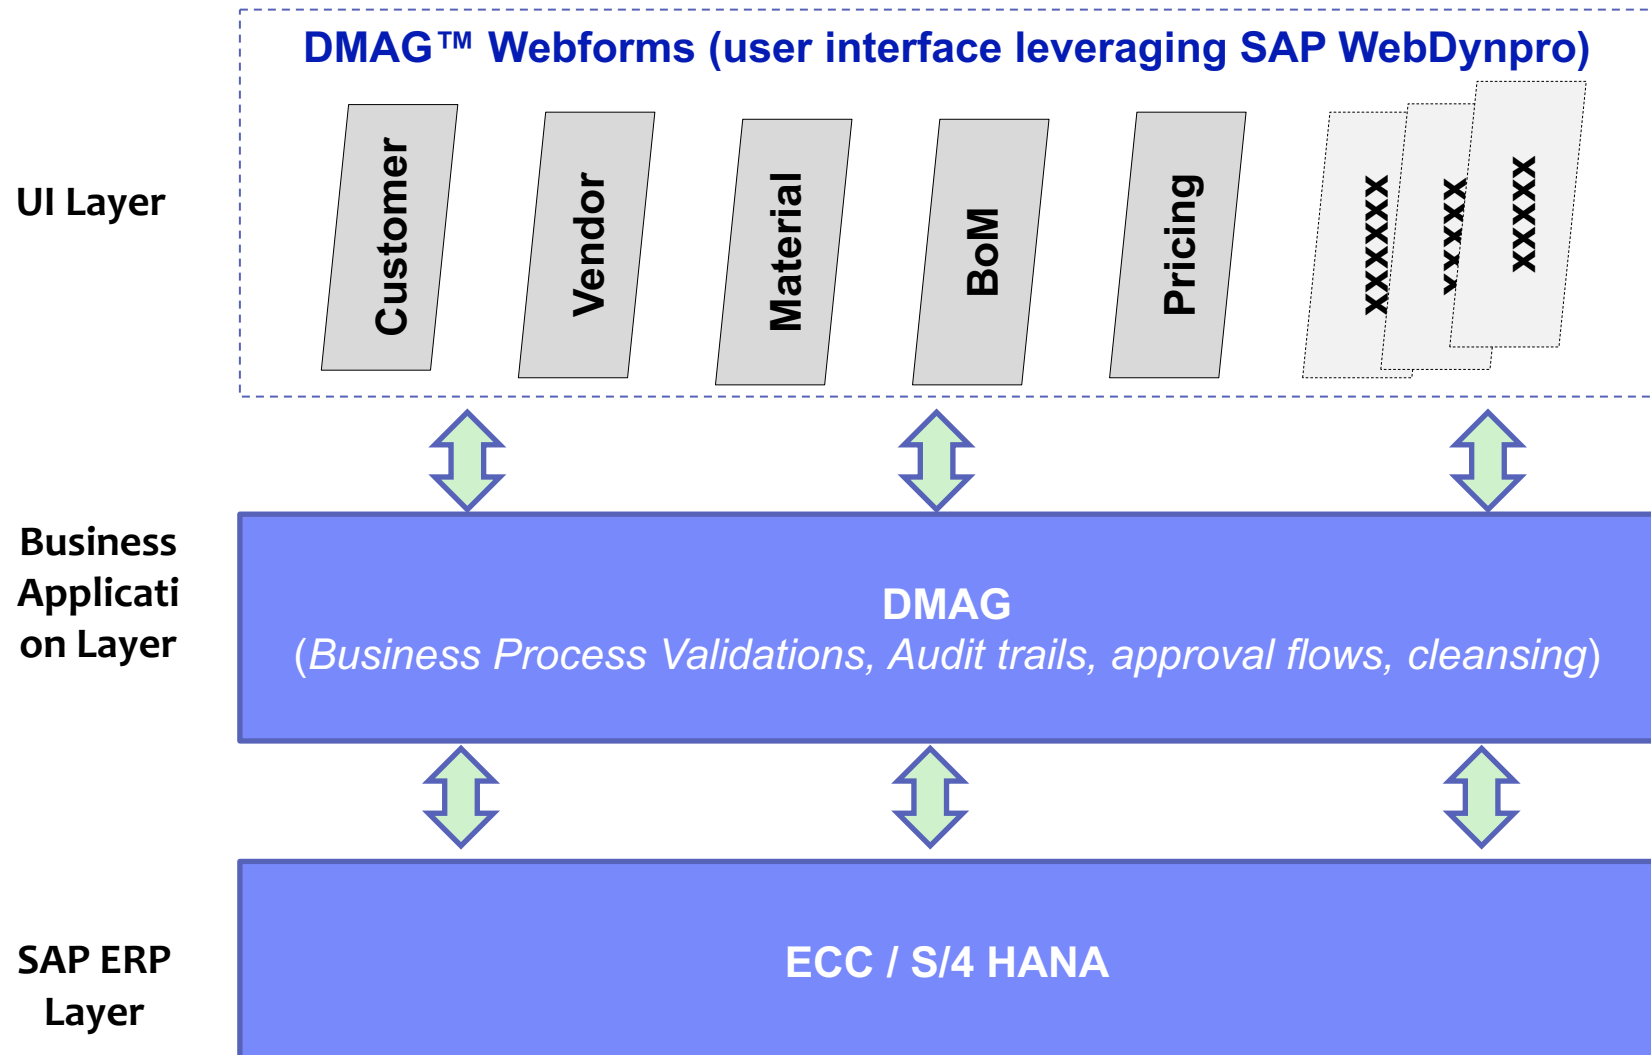 DMAG™ Webforms (user interface leveraging SAP WebDynpro)
UI Layer
Customer
Vendor
Material
BoM
Pricing
xxxxxx
xxxxx
xxxxx
Business
Applicati
on Layer
DMAG
(Business Process Validations, Audit trails, approval flows, cleansing)
SAP ERP
Layer
ECC / S/4 HANA